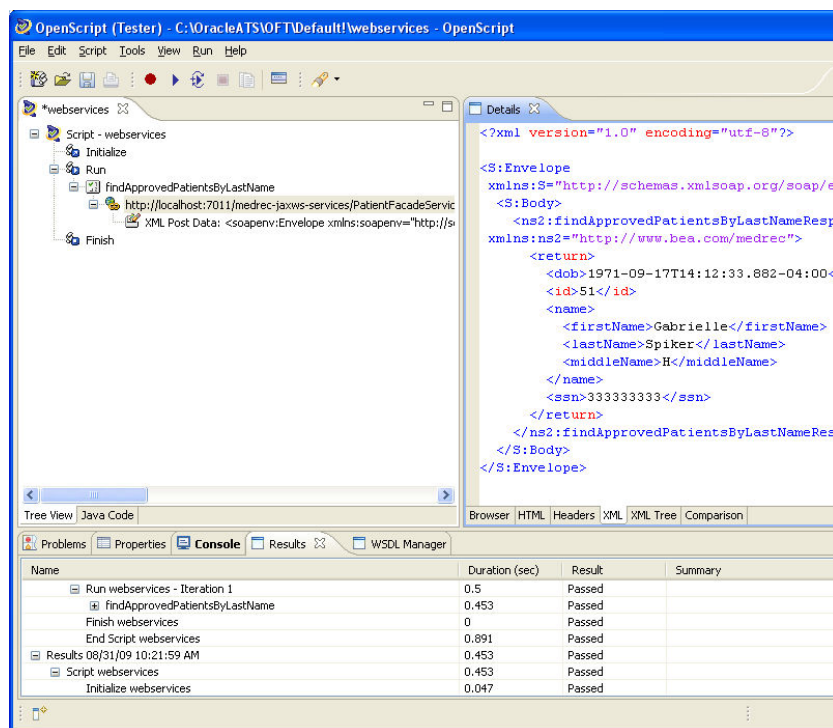 OpenScript (Tester) - C:\OracleATS\OFT\Default!\webservices - OpenScript
File Edit Script Tools View Run Help
*webservices
Script - webservices
Initialize
Run
findApprovedPatientsByLastName
http://localhost:7011/medrec-jaxws-services/PatientFacadeServic
XML Post Data: <soapenv:Envelope xmlns:soapenv="http://s
Finish
Tree View Java Code
Details
<?xml version="1.0" encoding="utf-8"?>
<S:Envelope
xmlns:S="http://schemas.xmlsoap.org/soap/e
<S:Body>
<ns2:findApprovedPatientsByLastNameResp
xmlns:ns2="http://www.bea.com/medrec">
<return>
<dob>1971-09-17T14:12:33.882-04:00<
<id>51</id>
<name>
<firstName>Gabrielle</firstName>
<lastName>Spiker</lastName>
<middleName>H</middleName>
</name>
<ssn>333333333</ssn>
</return>
</ns2:findApprovedPatientsByLastNameRes
</S:Body>
</S:Envelope>
Browser HTML Headers XML XML Tree Comparison
Problems Properties Console Results WSDL Manager
Name Duration (sec) Result Summary
Run webservices - Iteration 1 0.5 Passed
findApprovedPatientsByLastName 0.453 Passed
Finish webservices 0 Passed
End Script webservices 0.891 Passed
Results 08/31/09 10:21:59 AM 0.453 Passed
Script webservices 0.453 Passed
Initialize webservices 0.047 Passed